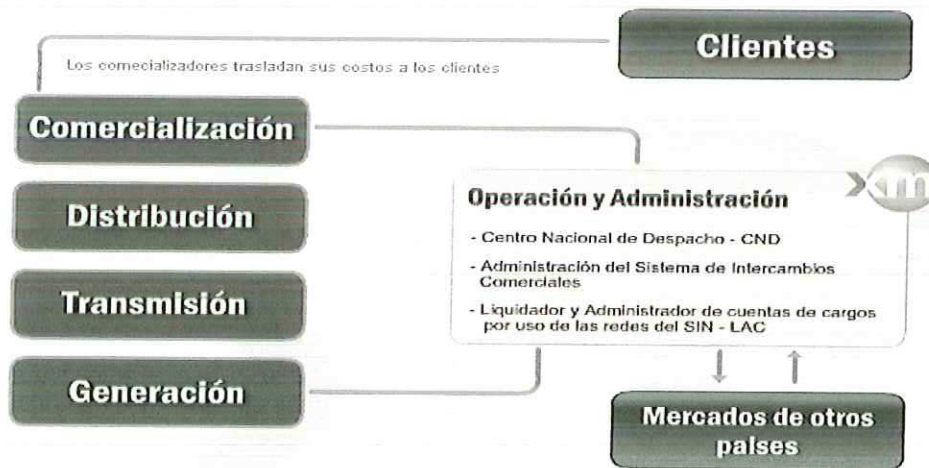 Clientes
Los comecializadores trasladan sus costos a los clientes
Comercialización
Distribución
Transmisión
Generación
xm
Operación y Administración
- Centro Nacional de Despacho - CND
- Administración del Sistema de Intercambios
Comerciales
- Liquidador y Administrador de cuentas de cargos
por uso de las redes del SIN - LAC
Mercados de otros
países